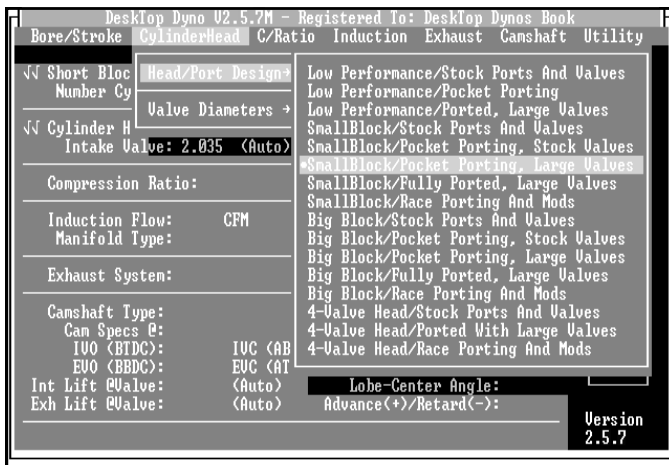 DeskTop Dyno V2.5.7M - Registered To: DeskTop Dynos Book
Bore/Stroke CylinderHead C/Ratio Induction Exhaust Camshaft Utility
√√ Short Bloc
Number Cy
Head/Port Design→
Valve Diameters →
√√ Cylinder H
Intake Valve: 2.035 (Auto)
Low Performance/Stock Ports And Valves
Low Performance/Pocket Porting
Low Performance/Ported, Large Valves
SmallBlock/Stock Ports And Valves
SmallBlock/Pocket Porting, Stock Valves
•SmallBlock/Pocket Porting, Large Valves
SmallBlock/Fully Ported, Large Valves
SmallBlock/Race Porting And Mods
Big Block/Stock Ports And Valves
Big Block/Pocket Porting, Stock Valves
Big Block/Pocket Porting, Large Valves
Big Block/Fully Ported, Large Valves
Big Block/Race Porting And Mods
4-Valve Head/Stock Ports And Valves
4-Valve Head/Ported With Large Valves
4-Valve Head/Race Porting And Mods
Compression Ratio:
Induction Flow: CFM
Manifold Type:
Exhaust System:
Camshaft Type:
Cam Specs @:
IVO (BTDC): IVC (AB
EVO (BBDC): EVC (AT
Int Lift @Valve: (Auto) Lobe-Center Angle:
Exh Lift @Valve: (Auto) Advance(+)/Retard(-):
Version
2.5.7